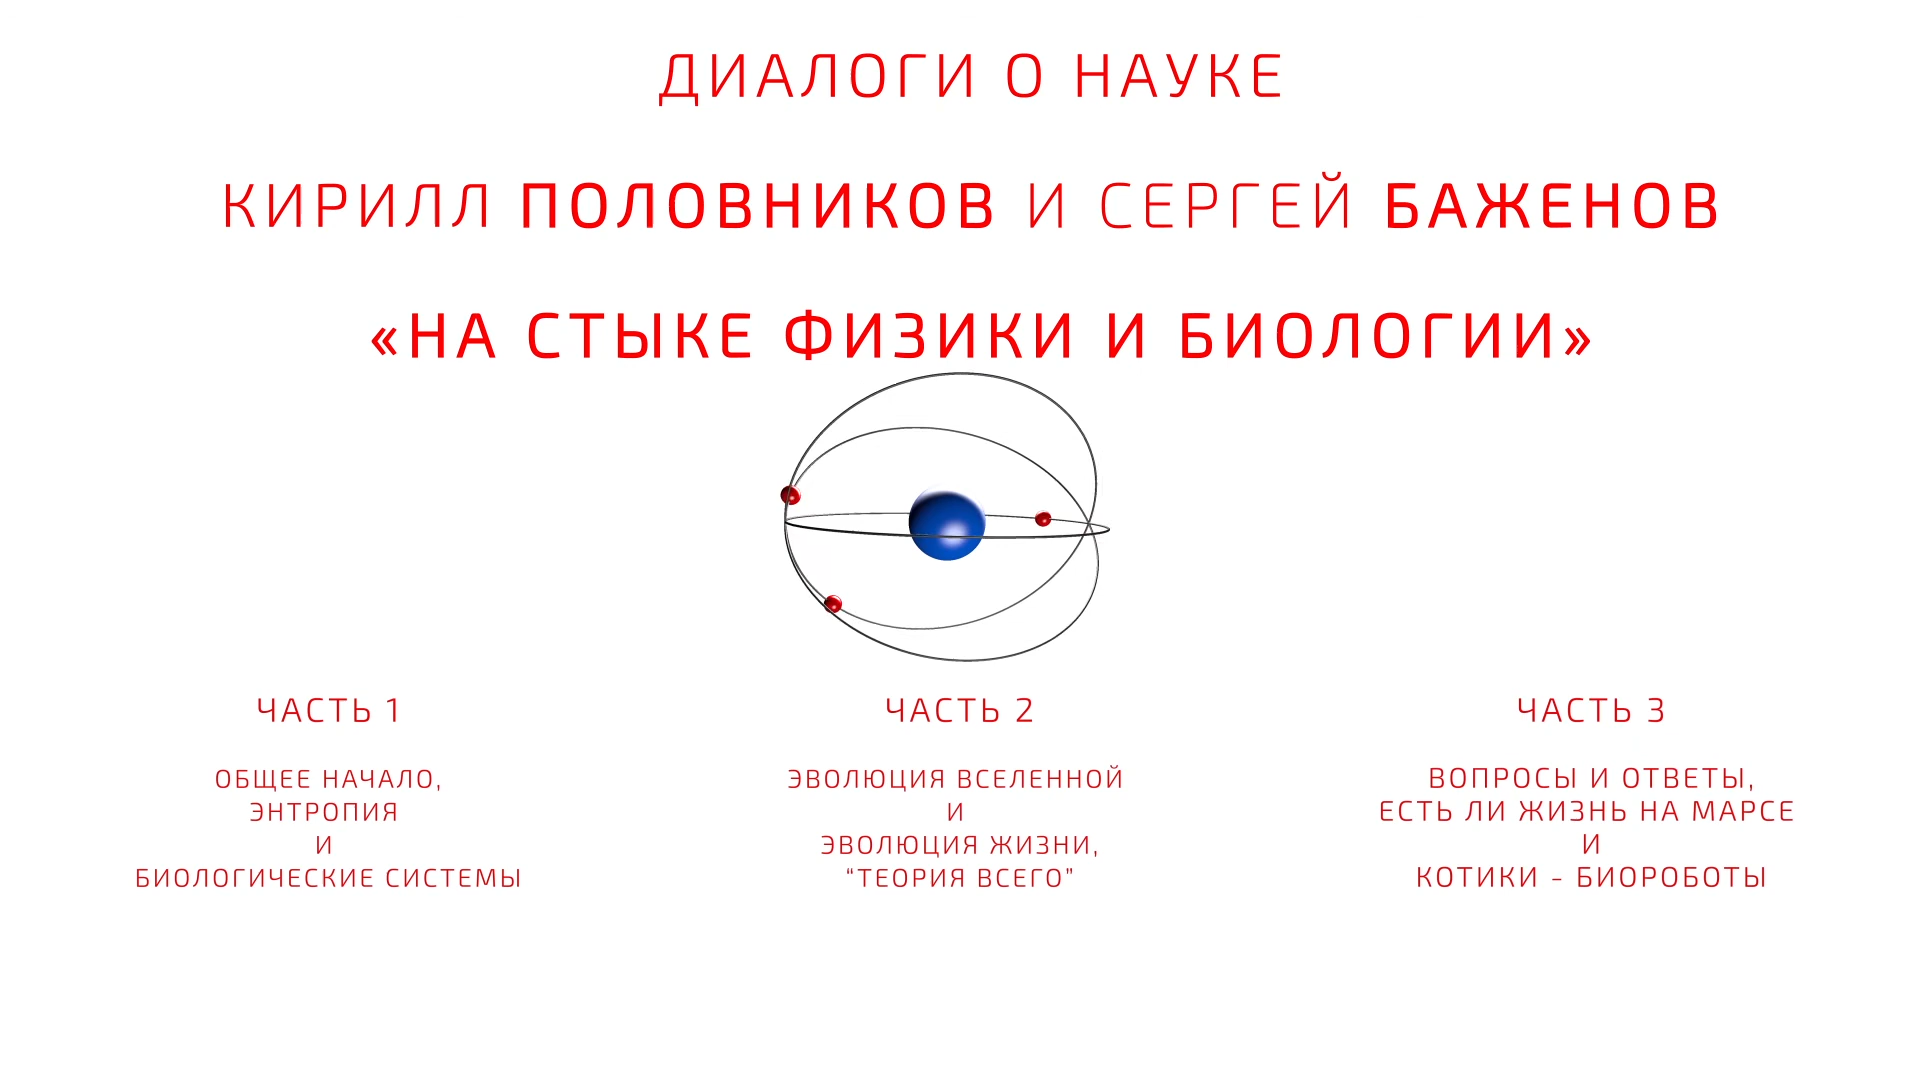 ДИАЛОГИ О НАУКЕ
КИРИЛЛ ПОЛОВНИКОВ И СЕРГЕЙ БАЖЕНОВ
«НА СТЫКЕ ФИЗИКИ И БИОЛОГИИ»
ЧАСТЬ 1
ОБЩЕЕ НАЧАЛО,
ЭНТРОПИЯ
И
БИОЛОГИЧЕСКИЕ СИСТЕМЫ
ЧАСТЬ 2
ЭВОЛЮЦИЯ ВСЕЛЕННОЙ
И
ЭВОЛЮЦИЯ ЖИЗНИ,
“ТЕОРИЯ ВСЕГО”
ЧАСТЬ 3
ВОПРОСЫ И ОТВЕТЫ,
ЕСТЬ ЛИ ЖИЗНЬ НА МАРСЕ
И
КОТИКИ - БИОРОБОТЫ